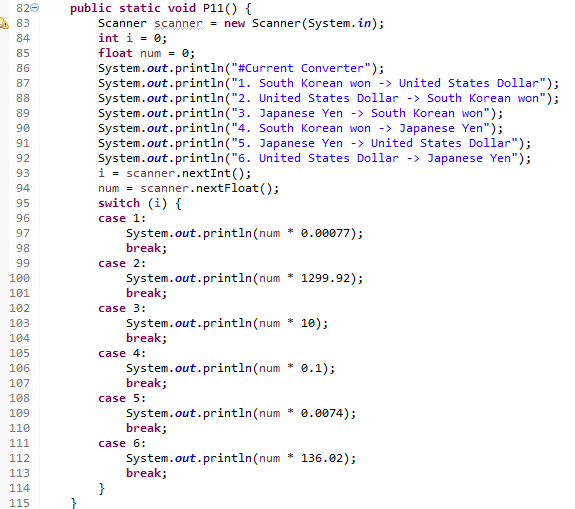 82 public static void P11() {
83 Scanner scanner = new Scanner(System.in);
84 int i = 0;
85 float num = 0;
86 System.out.println("#Current Converter");
87 System.out.println("1. South Korean won -> United States Dollar");
88 System.out.println("2. United States Dollar -> South Korean won");
89 System.out.println("3. Japanese Yen -> South Korean won");
90 System.out.println("4. South Korean won -> Japanese Yen");
91 System.out.println("5. Japanese Yen -> United States Dollar");
92 System.out.println("6. United States Dollar -> Japanese Yen");
93 i = scanner.nextInt();
94 num = scanner.nextFloat();
95 switch (i) {
96 case 1:
97 System.out.println(num * 0.00077);
98 break;
99 case 2:
100 System.out.println(num * 1299.92);
101 break;
102 case 3:
103 System.out.println(num * 10);
104 break;
105 case 4:
106 System.out.println(num * 0.1);
107 break;
108 case 5:
109 System.out.println(num * 0.0074);
110 break;
111 case 6:
112 System.out.println(num * 136.02);
113 break;
114 }
115 }